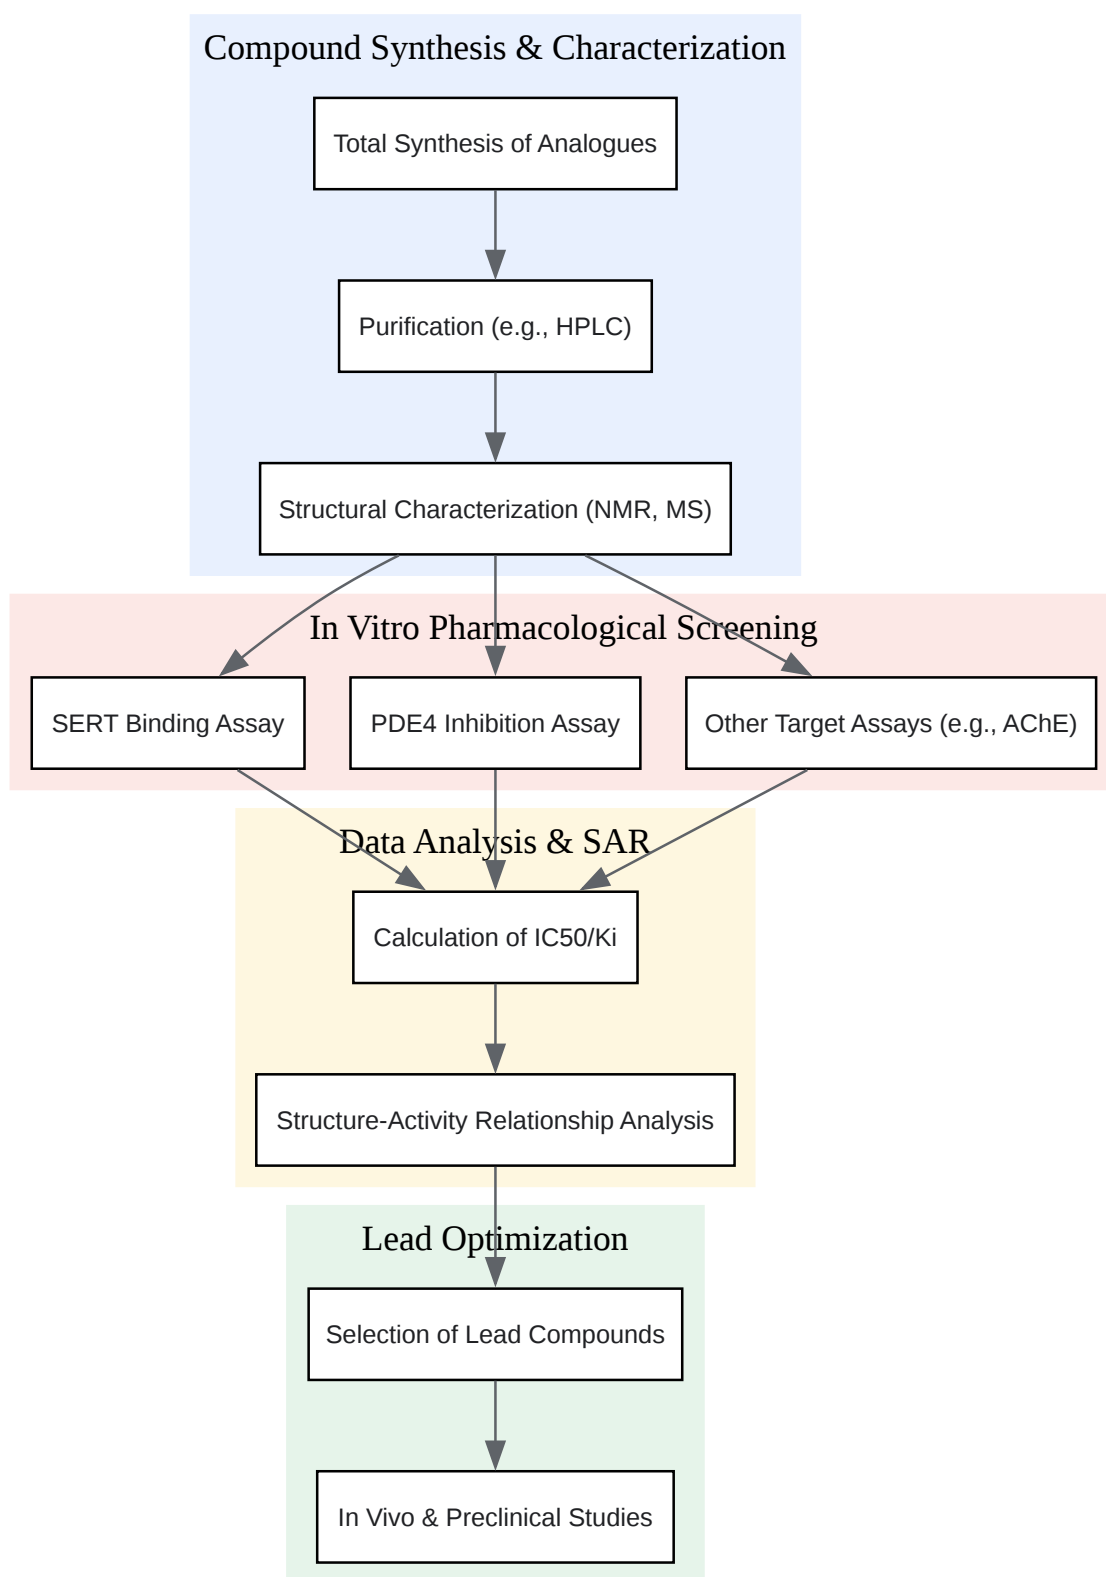 Compound Synthesis & Characterization
Total Synthesis of Analogues
Purification (e.g., HPLC)
Structural Characterization (NMR, MS)
In Vitro Pharmacological Screening
SERT Binding Assay
PDE4 Inhibition Assay
Other Target Assays (e.g., AChE)
Data Analysis & SAR
Calculation of IC50/Ki
Structure-Activity Relationship Analysis
Lead Optimization
Selection of Lead Compounds
In Vivo & Preclinical Studies